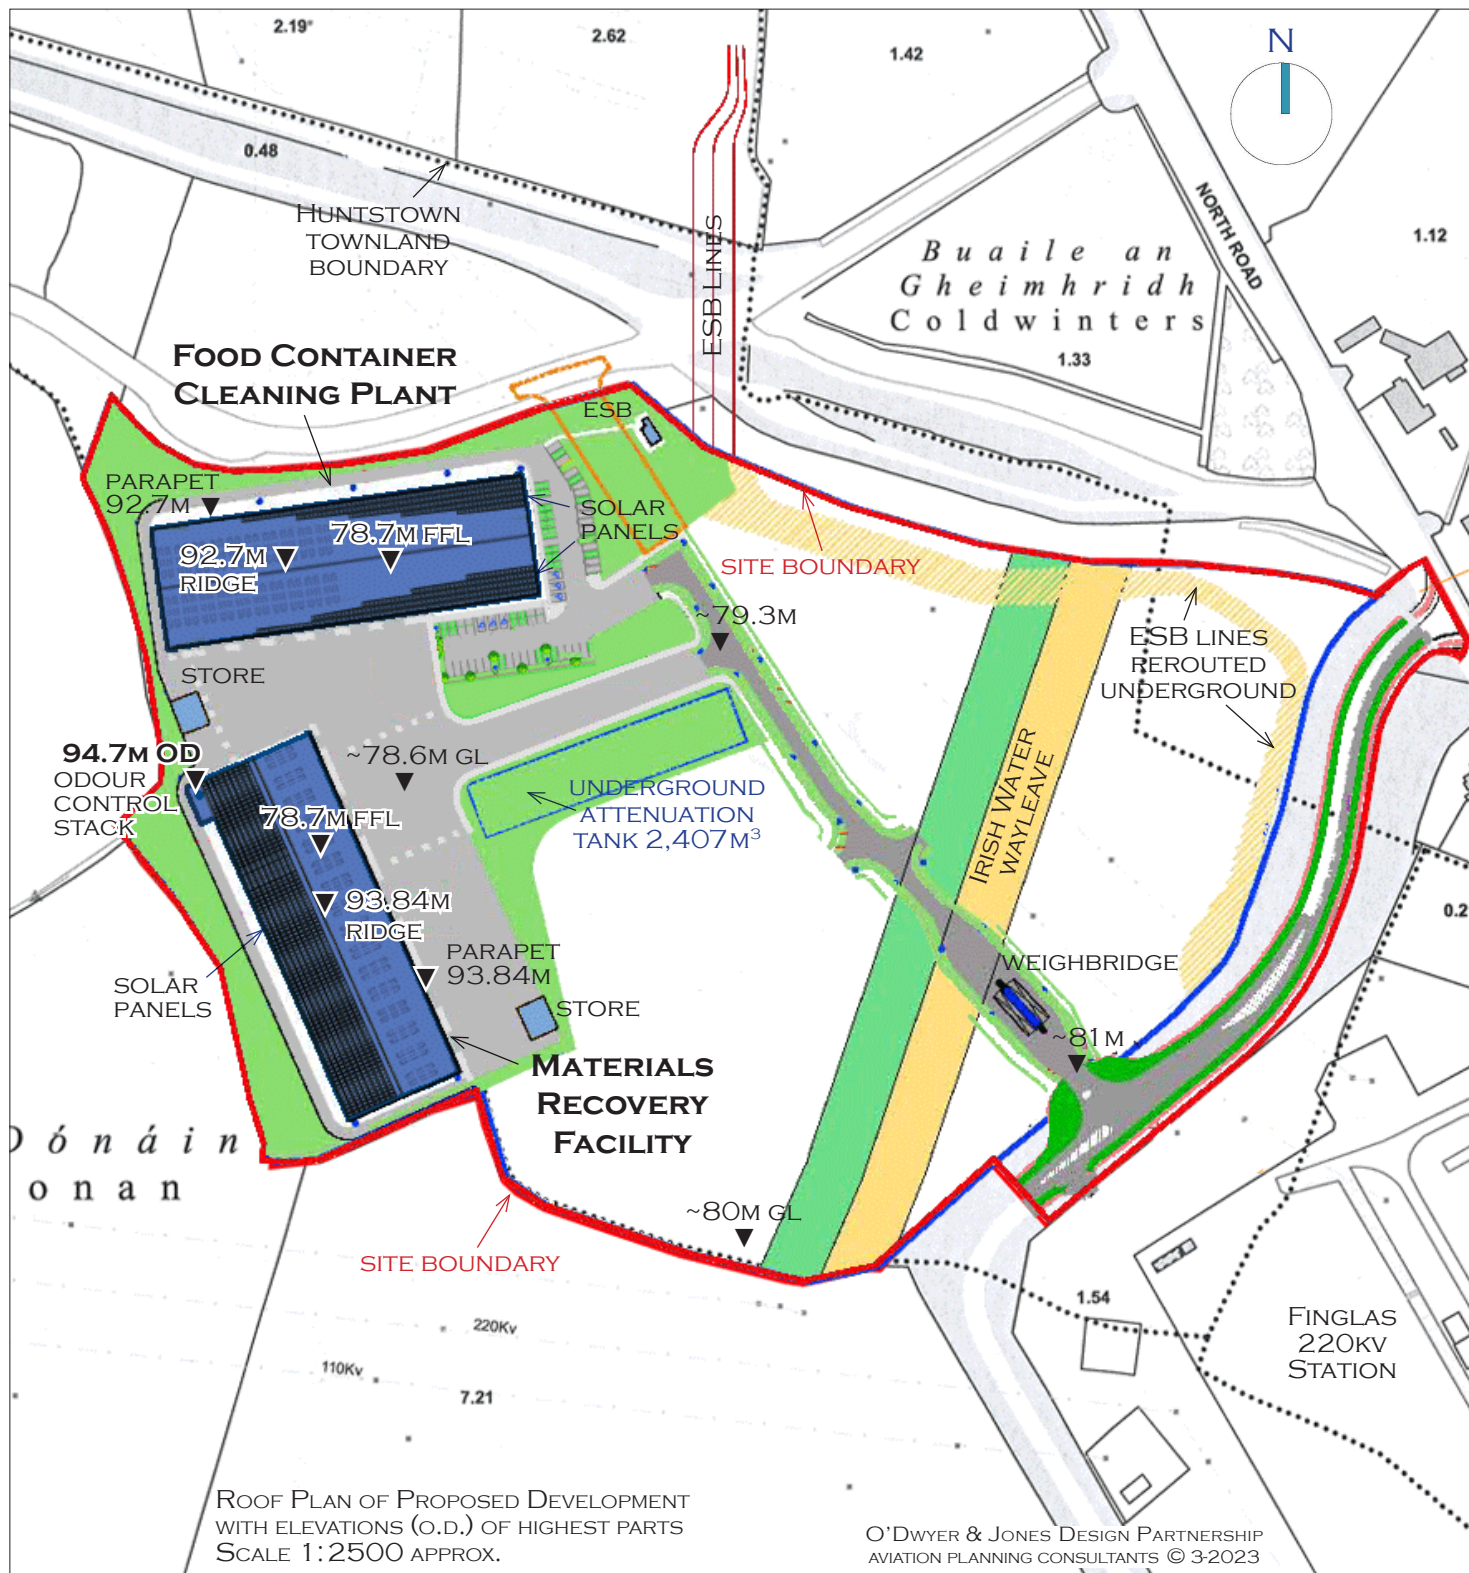 2.19"
2.62
1.42
N
0.48
HUNTSTOWN
TOWNLAND
BOUNDARY
ESB LINES
NORTH ROAD
1.12
Buaile an
Gheimhridh
Coldwinters
1.33
FOOD CONTAINER
CLEANING PLANT
ESB
PARAPET
92.7M
SOLAR
PANELS
78.7M FFL
92.7M
RIDGE
SITE BOUNDARY
~79.3M
ESB LINES
REROUTED
UNDERGROUND
STORE
94.7M OD
ODOUR
CONTROL
STACK
~78.6M GL
UNDERGROUND
ATTENUATION
TANK 2,407M³
78.7M FFL
IRISH WATER
WAYLEAVE
93.84M
RIDGE
0.2
PARAPET
93.84M
WEIGHBRIDGE
SOLAR
PANELS
STORE
~81M
MATERIALS
RECOVERY
FACILITY
Dónáin
onan
~80M GL
SITE BOUNDARY
1.54
220Kv
110Kv
7.21
FINGLAS
220KV
STATION
ROOF PLAN OF PROPOSED DEVELOPMENT
WITH ELEVATIONS (O.D.) OF HIGHEST PARTS
SCALE 1:2500 APPROX.
O'DWYER & JONES DESIGN PARTNERSHIP
AVIATION PLANNING CONSULTANTS © 3-2023